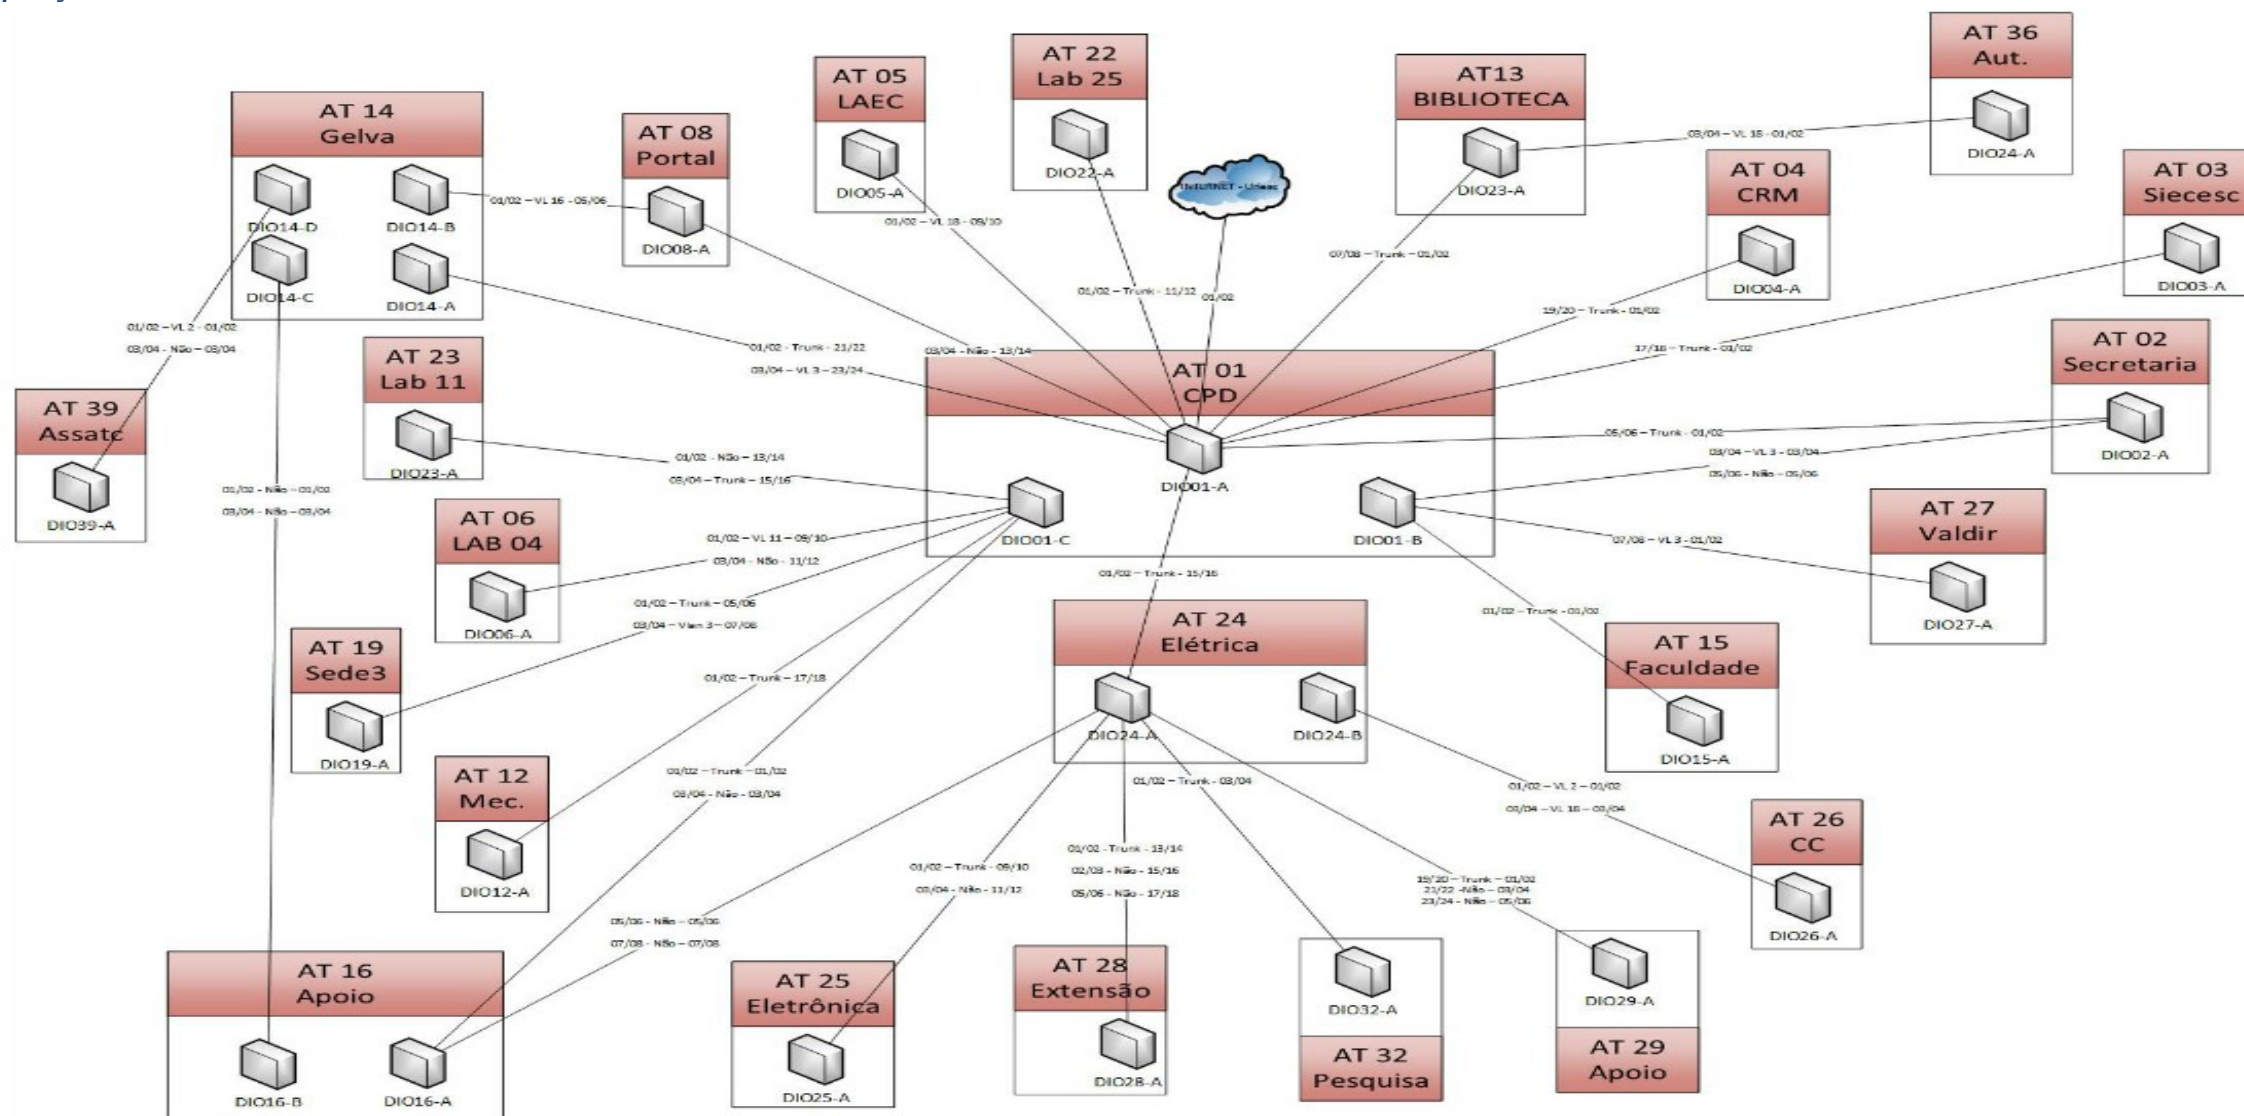 AT 36
Aut.
DIO24-A
AT 22
Lab 25
DIO22-A
AT13
BIBLIOTECA
DIO23-A
AT 05
LAEC
DIO05-A
AT 14
Gelva
DIO14-D
DIO14-B
DIO14-C
DIO14-A
AT 08
Portal
DIO08-A
03/04 – VL 18 - 01/02
AT 04
CRM
DIO04-A
AT 03
Siecesc
DIO03-A
01/02 – VL 16 - 05/06
01/02 – VL 18 - 09/10
07/08 – Trunk – 01/02
01/02 – Trunk - 11/12
01/02
19/20 – Trunk – 01/02
17/18 – Trunk - 01/02
01/02 – VL 2 - 01/02
03/04 – Não – 03/04
01/02 - Trunk - 21/22
03/04 – VL 3 – 23/24
03/04 - Não - 13/14
AT 23
Lab 11
DIO23-A
AT 01
CPD
DIO01-A
DIO01-C
DIO01-B
AT 02
Secretaria
DIO02-A
AT 39
Assatc
DIO39-A
05/06 – Trunk - 01/02
03/04 – VL 3 - 03/04
05/06 - Não – 05/06
01/02 - Não – 13/14
03/04 – Trunk – 15/16
01/02 - Não – 01/02
03/04 - Não – 03/04
AT 06
LAB 04
DIO06-A
01/02 – VL 11 – 09/10
03/04 - Não - 11/12
AT 27
Valdir
DIO27-A
07/08 – VL 3 – 01/02
01/02 – Trunk - 15/16
01/02 – Trunk – 05/06
03/04 – Vlan 3 – 07/08
01/02 – Trunk - 01/02
AT 19
Sede3
DIO19-A
AT 24
Elétrica
DIO24-A
DIO24-B
AT 15
Faculdade
DIO15-A
01/02 – Trunk – 17/18
01/02 – Trunk – 01/02
03/04 - Não - 03/04
AT 12
Mec.
DIO12-A
01/02 – Trunk - 03/04
01/02 – VL 2 – 01/02
03/04 – VL 18 – 03/04
AT 26
CC
DIO26-A
01/02 – Trunk - 09/10
03/04 - Não - 11/12
01/02 - Trunk - 13/14
02/03 - Não - 15/16
05/06 - Não - 17/18
19/20 – Trunk – 01/02
21/22 -Não – 03/04
23/24 - Não – 05/06
05/06 - Não – 05/06
07/08 - Não – 07/08
AT 16
Apoio
DIO16-B
DIO16-A
AT 25
Eletrônica
DIO25-A
AT 28
Extensão
DIO28-A
DIO32-A
AT 32
Pesquisa
DIO29-A
AT 29
Apoio